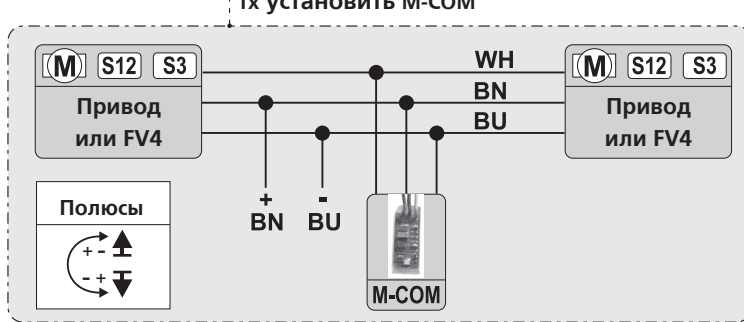 1x установить M-COM
M S12 S3
Привод
или FV4
WH
BN
BU
M S12 S3
Привод
или FV4
+ -
BN BU
Полюсы
+ -
- +
M-COM